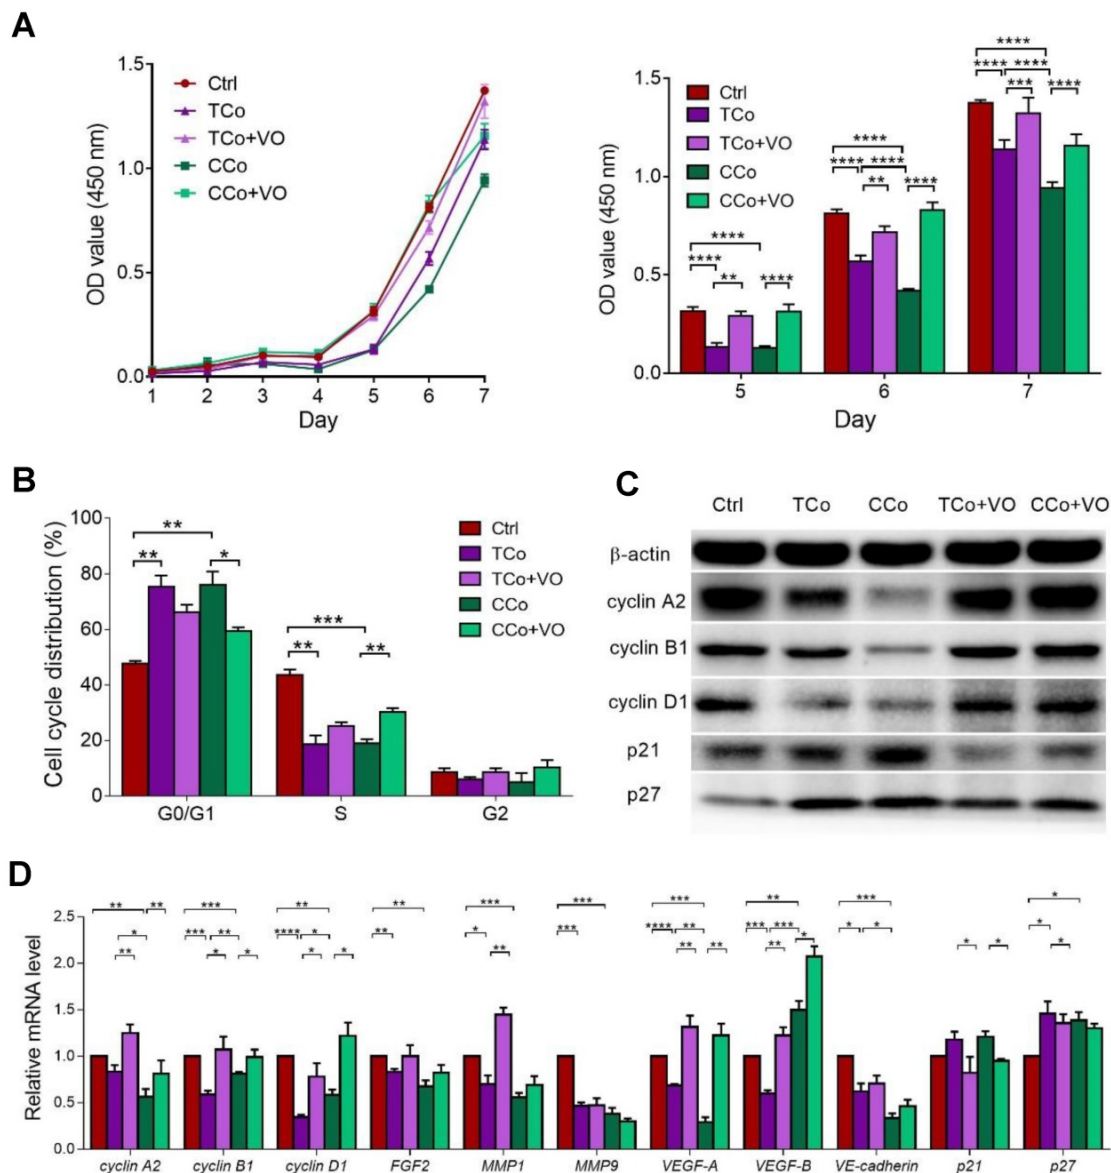 A
1.5
1.0
0.5
0.0
OD value (450 nm)
Ctrl
TCo
TCo+VO
CCo
CCo+VO
1 2 3 4 5 6 7
Day
1.5
1.0
0.5
0.0
OD value (450 nm)
Ctrl
TCo
TCo+VO
CCo
CCo+VO
**** **** ** ****
**** **** **** ** ****
**** **** **** *** ****
5 6 7
Day
B
100
80
60
40
20
0
Cell cycle distribution (%)
Ctrl
TCo
TCo+VO
CCo
CCo+VO
** ** *
*** ** **
G0/G1 S G2
C
Ctrl TCo CCo TCo+VO CCo+VO
β-actin
cyclin A2
cyclin B1
cyclin D1
p21
p27
D
2.5
2.0
1.5
1.0
0.5
0.0
Relative mRNA level
** ** *** ** ** *** *** *** ** *** *
* *** ** **** * ** * *** **** ** *** *** * * * * * *
** * * * * ** ** ** ** *
cyclin A2 cyclin B1 cyclin D1 FGF2 MMP1 MMP9 VEGF-A VEGF-B VE-cadherin p21 p27